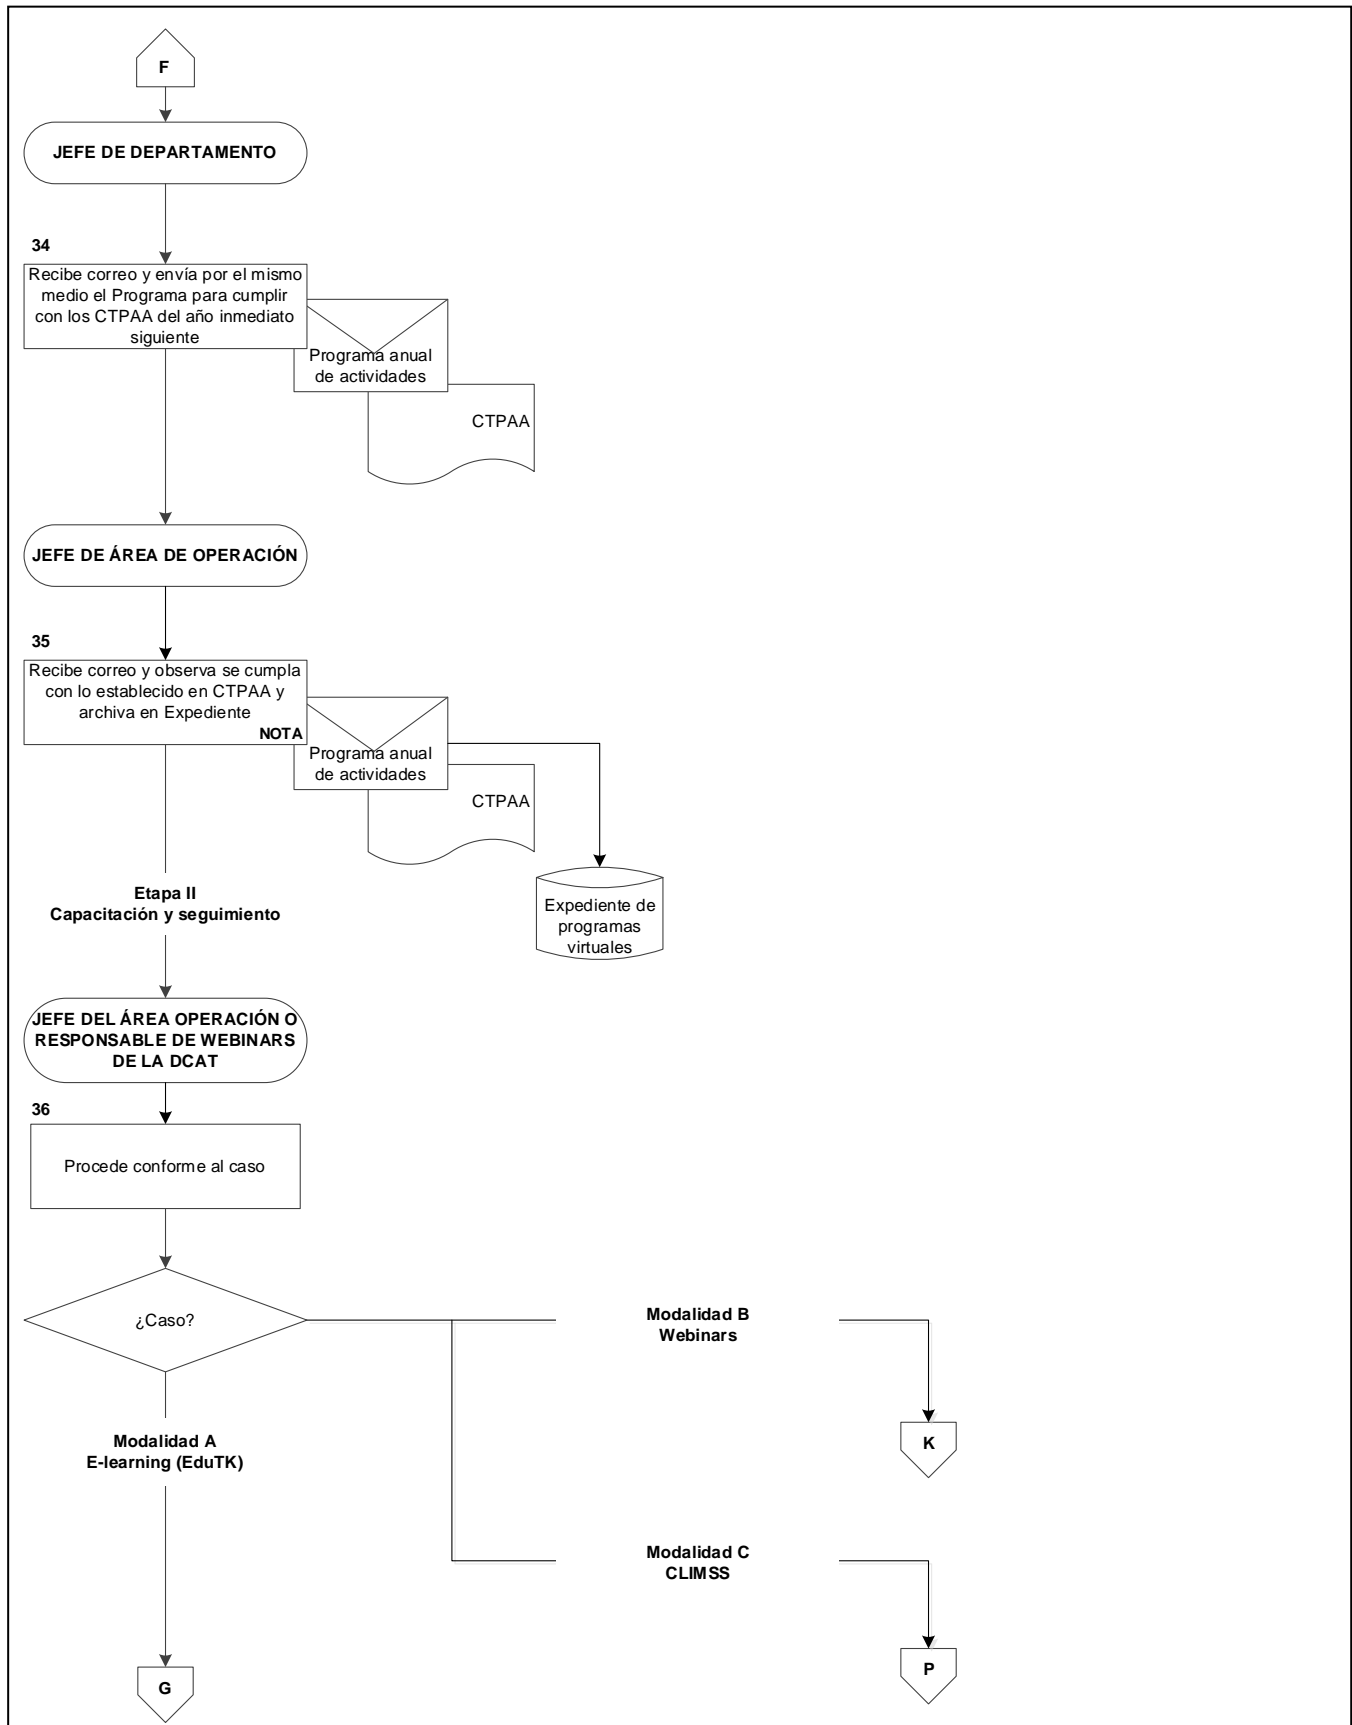 F
JEFE DE DEPARTAMENTO
34
Recibe correo y envía por el mismo
medio el Programa para cumplir
con los CTPAA del año inmediato
siguiente
Programa anual
de actividades
CTPAA
JEFE DE ÁREA DE OPERACIÓN
35
Recibe correo y observa se cumpla
con lo establecido en CTPAA y
archiva en Expediente
NOTA
Programa anual
de actividades
CTPAA
Expediente de
programas
virtuales
Etapa II
Capacitación y seguimiento
JEFE DEL ÁREA OPERACIÓN O
RESPONSABLE DE WEBINARS
DE LA DCAT
36
Procede conforme al caso
¿Caso?
Modalidad B
Webinars
K
Modalidad A
E-learning (EduTK)
Modalidad C
CLIMSS
P
G